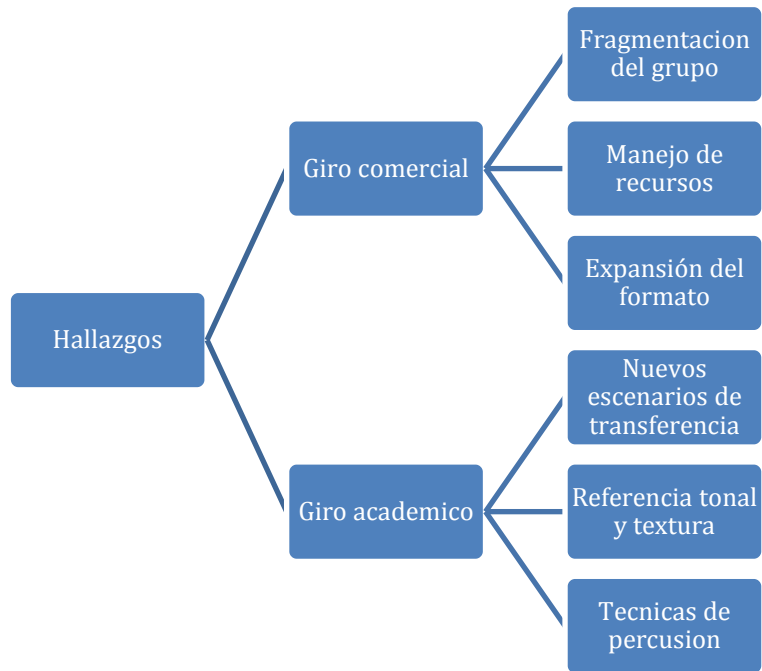 Hallazgos
Giro comercial
Fragmentacion
del grupo
Manejo de
recursos
Expansión del
formato
Giro academico
Nuevos
escenarios de
transferencia
Referencia tonal
y textura
Tecnicas de
percusion